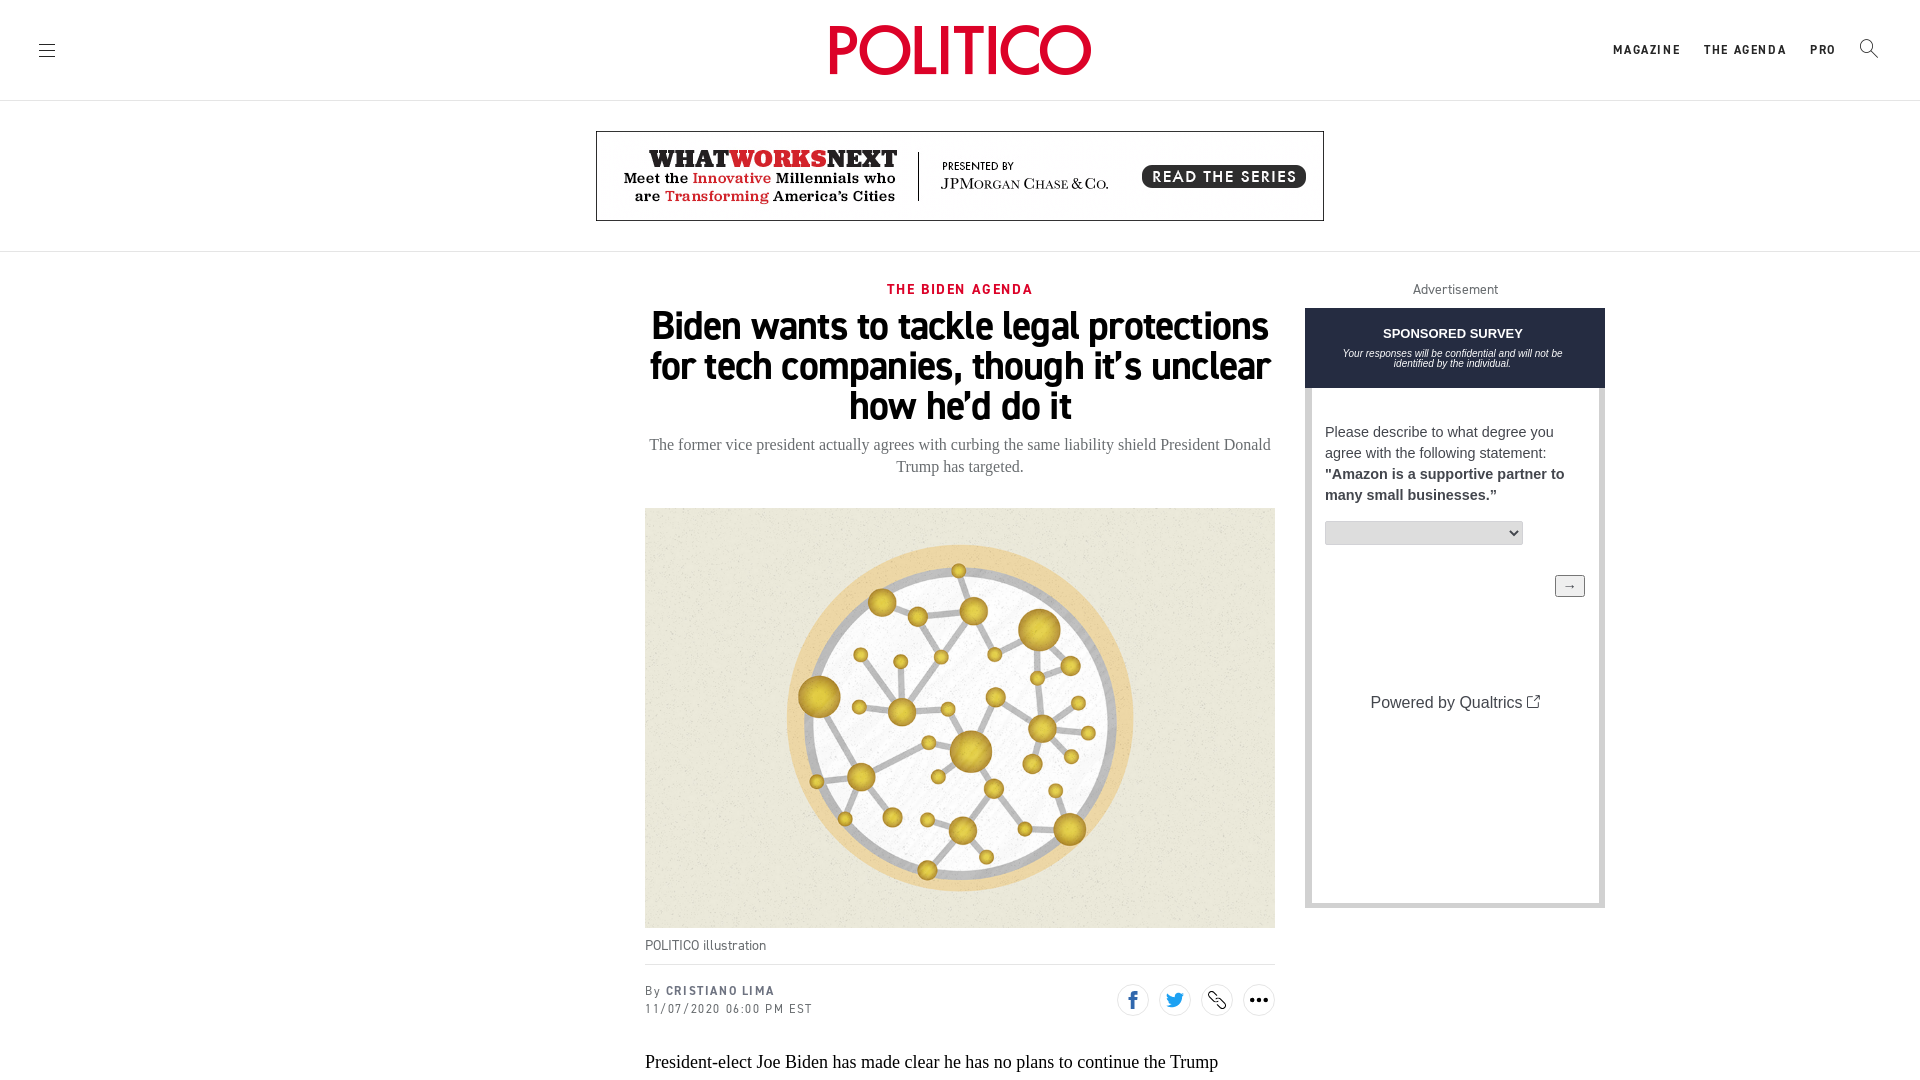 POLITICO
MAGAZINE THE AGENDA PRO
WHATWORKSNEXT
Meet the Innovative Millennials who
are Transforming America's Cities
PRESENTED BY
JPMORGAN CHASE & CO.
READ THE SERIES
THE BIDEN AGENDA
Biden wants to tackle legal protections
for tech companies, though it’s unclear
how he’d do it
The former vice president actually agrees with curbing the same liability shield President Donald
Trump has targeted.
POLITICO illustration
By CRISTIANO LIMA
11/07/2020 06:00 PM EST
President-elect Joe Biden has made clear he has no plans to continue the Trump
Advertisement
SPONSORED SURVEY
Your responses will be confidential and will not be
identified by the individual.
Please describe to what degree you
agree with the following statement:
"Amazon is a supportive partner to
many small businesses.”
→
Powered by Qualtrics